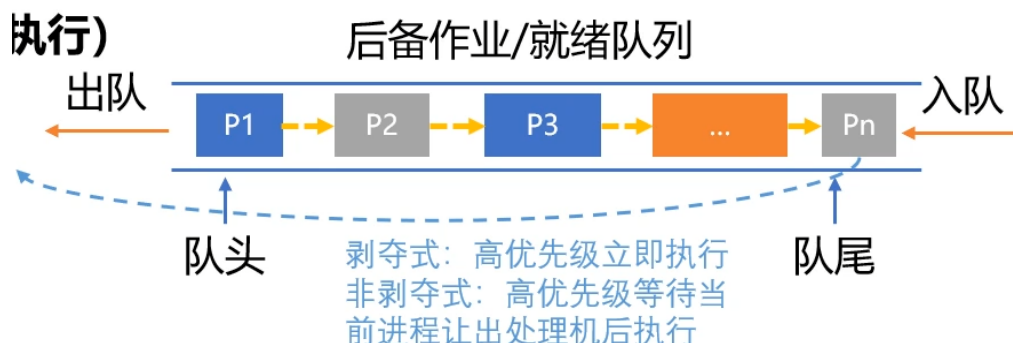 执行)
后备作业/就绪队列
出队
P1
P2
P3
...
Pn
入队
队头
队尾
剥夺式：高优先级立即执行
非剥夺式：高优先级等待当
前进程让出处理机后执行